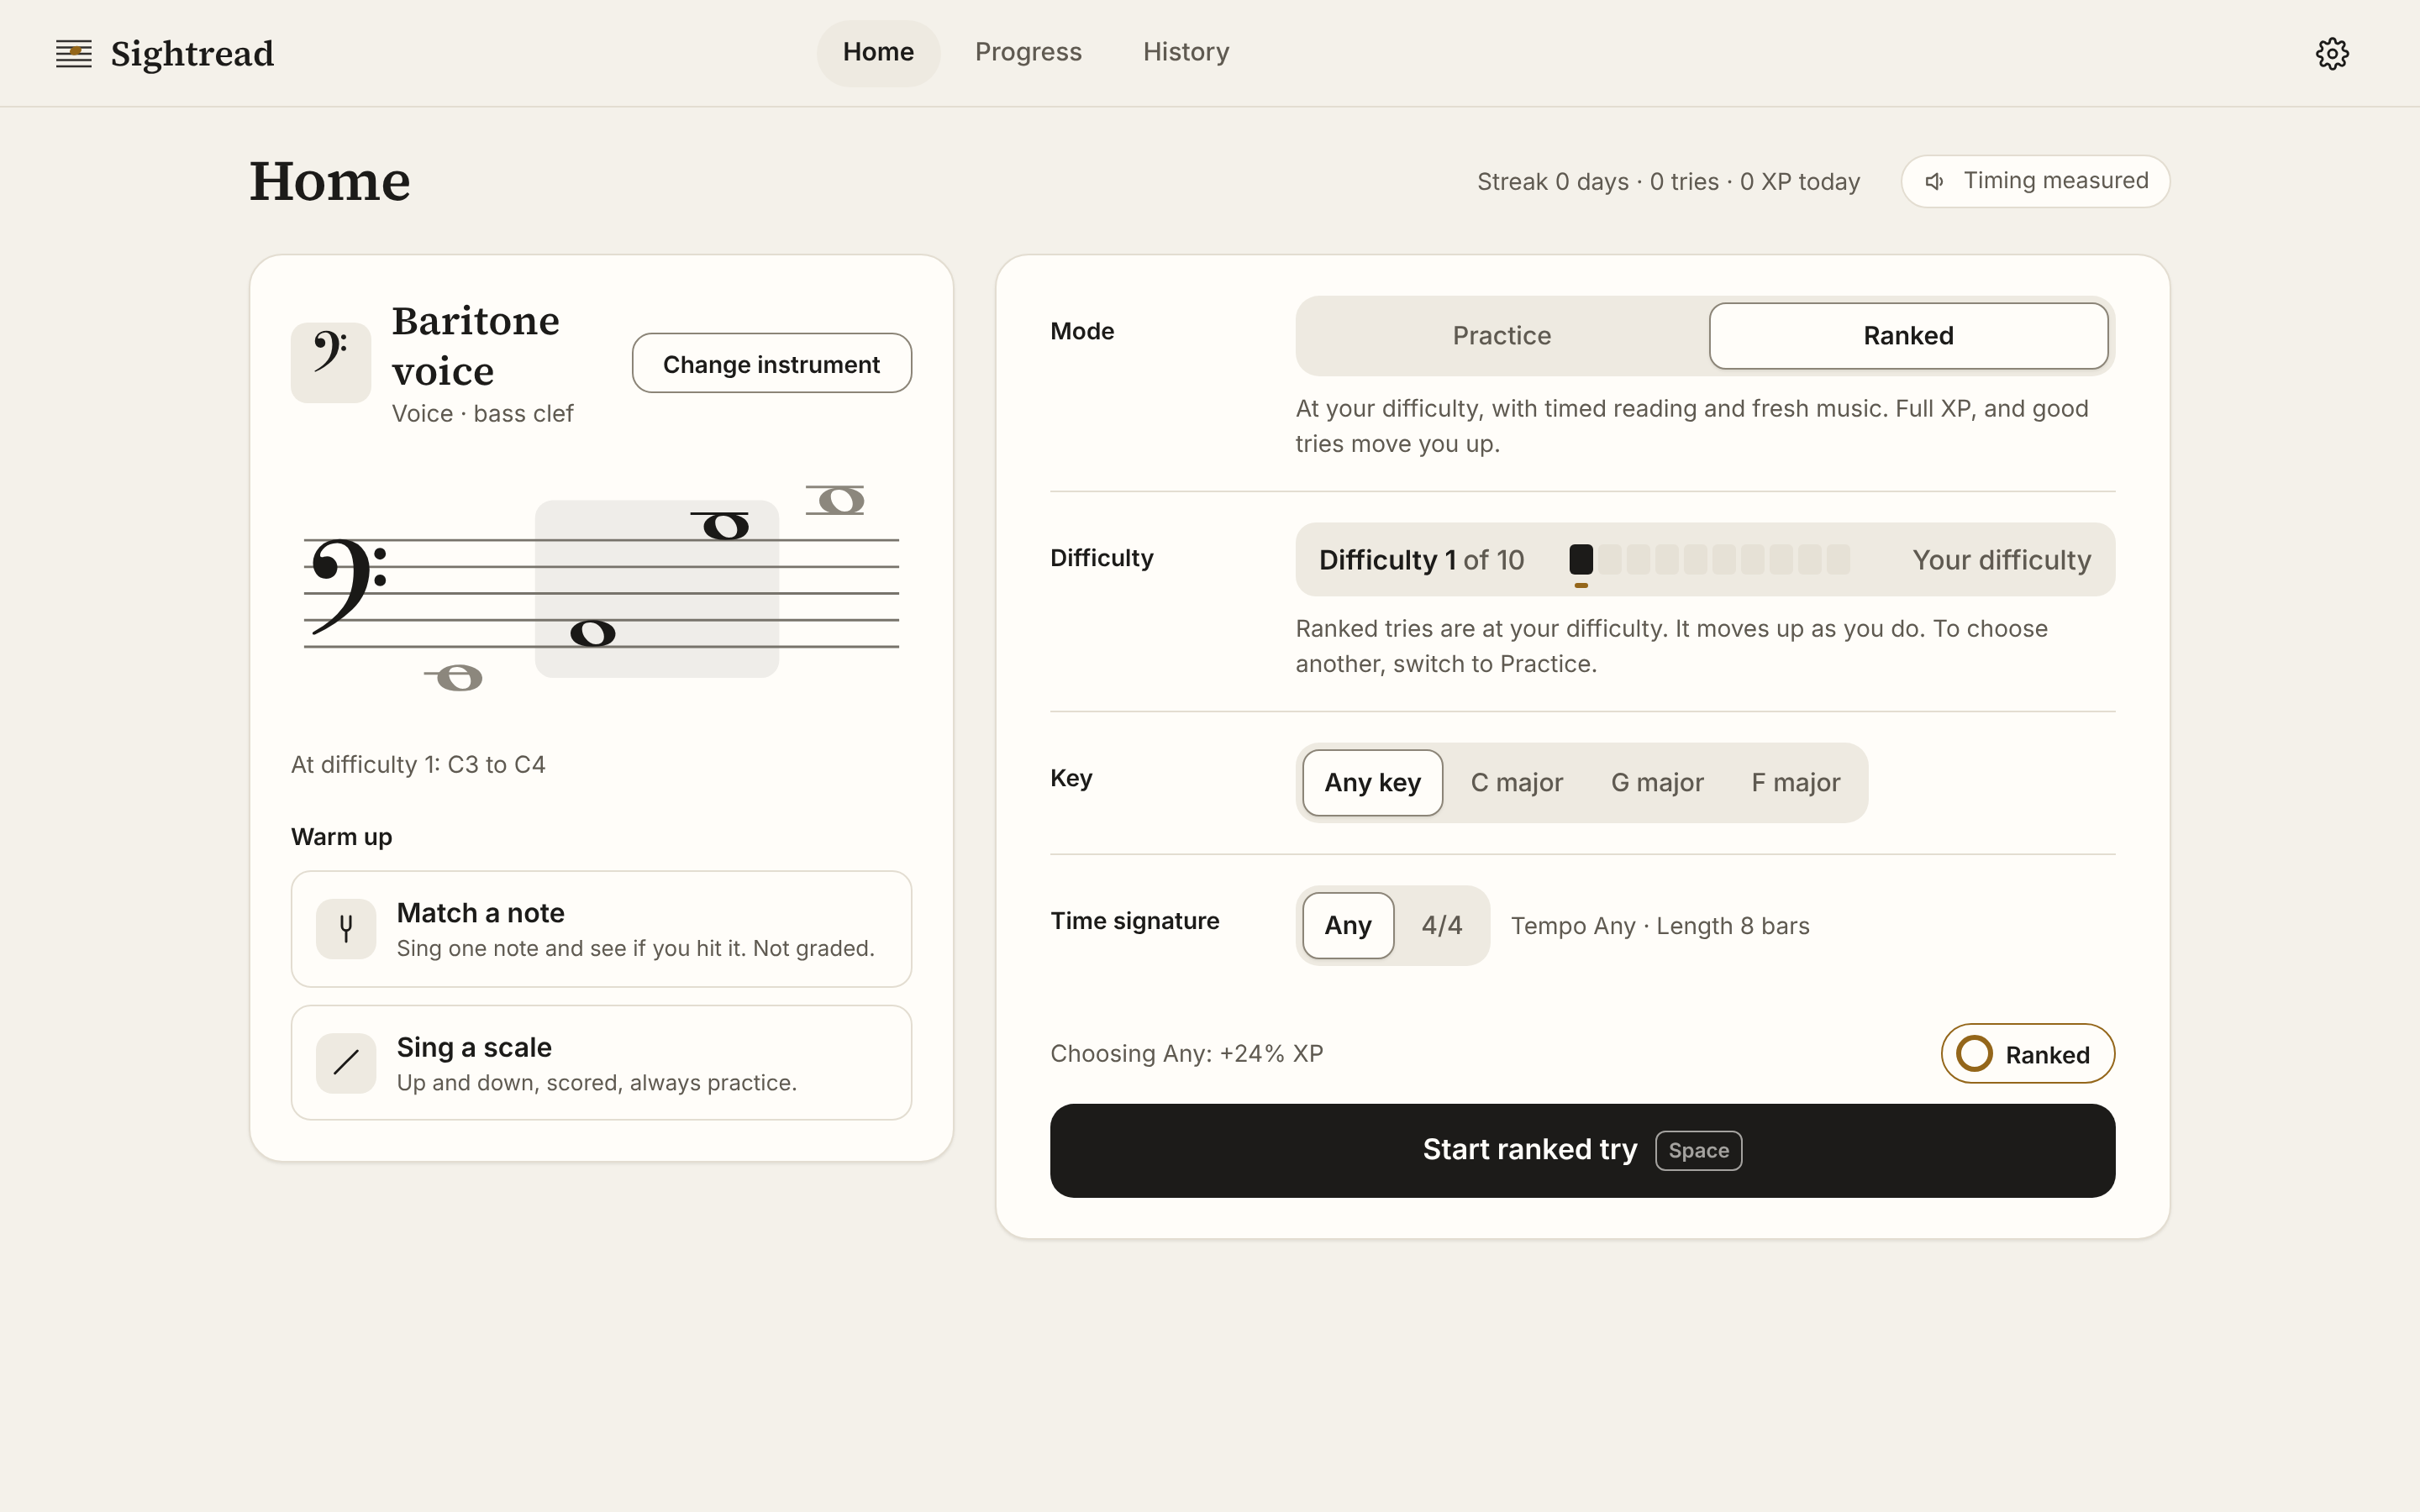 Sightread
Home
Progress
History
Home
Streak 0 days · 0 tries · 0 XP today
Timing measured
Baritone
voice
Voice · bass clef
Change instrument
At difficulty 1: C3 to C4
Warm up
Match a note
Sing one note and see if you hit it. Not graded.
Sing a scale
Up and down, scored, always practice.
Mode
Practice
Ranked
At your difficulty, with timed reading and fresh music. Full XP, and good
tries move you up.
Difficulty
Difficulty 1 of 10
Your difficulty
Ranked tries are at your difficulty. It moves up as you do. To choose
another, switch to Practice.
Key
Any key
C major
G major
F major
Time signature
Any
4/4
Tempo Any · Length 8 bars
Choosing Any: +24% XP
Ranked
Start ranked try
Space